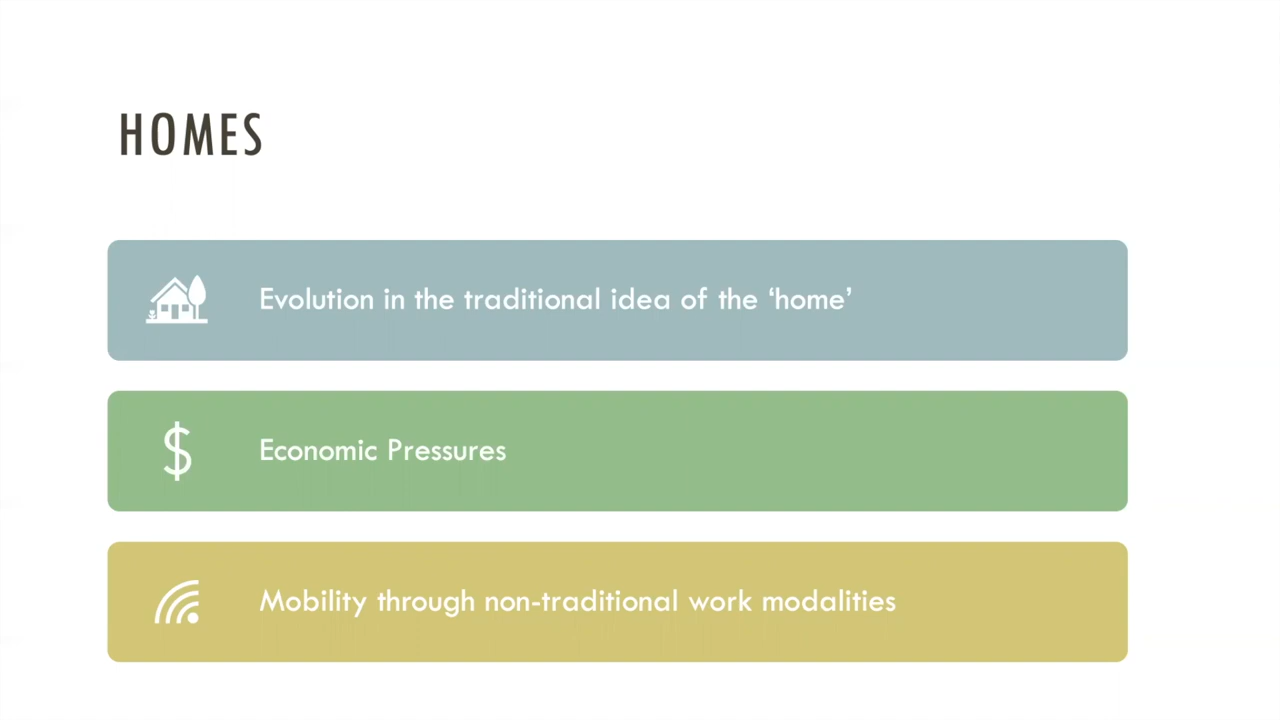 HOMES
Evolution in the traditional idea of the ‘home’
$
Economic Pressures
Mobility through non-traditional work modalities